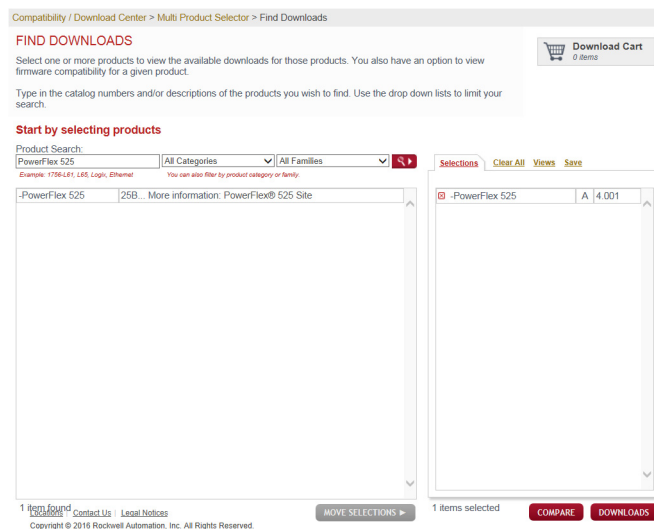 Compatibility / Download Center > Multi Product Selector > Find Downloads
FIND DOWNLOADS
Select one or more products to view the available downloads for those products. You also have an option to view
firmware compatibility for a given product.
Type in the catalog numbers and/or descriptions of the products you wish to find. Use the drop down lists to limit your
search.
Download Cart
0 items
Start by selecting products
Product Search:
PowerFlex 525 All Categories All Families
Example: 1756-L61, L65, Logix, Ethernet You can also filter by product category or family.
-PowerFlex 525 25B... More information: PowerFlex® 525 Site
Selections Clear All Views Save
-PowerFlex 525 A 4.001
1 item found
Locations | Contact Us | Legal Notices
Copyright © 2016 Rockwell Automation, Inc. All Rights Reserved.
MOVE SELECTIONS
1 items selected
COMPARE DOWNLOADS